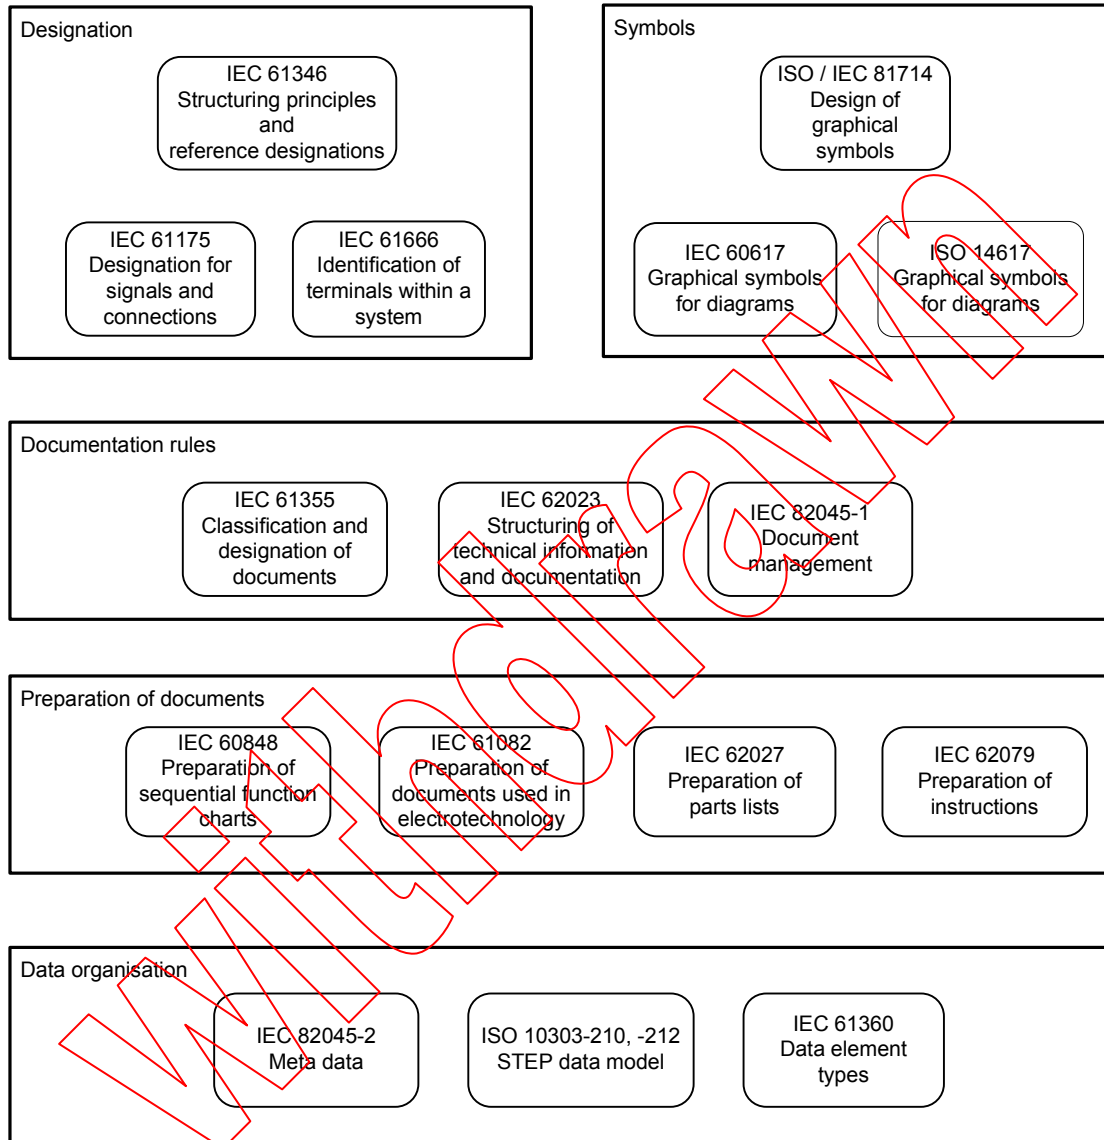 Designation
IEC 61346
Structuring principles
and
reference designations
IEC 61175
Designation for
signals and
connections
IEC 61666
Identification of
terminals within a
system
Symbols
ISO / IEC 81714
Design of
graphical
symbols
IEC 60617
Graphical symbols
for diagrams
ISO 14617
Graphical symbols
for diagrams
Documentation rules
IEC 61355
Classification and
designation of
documents
IEC 62023
Structuring of
technical information
and documentation
IEC 82045-1
Document
management
Preparation of documents
IEC 60848
Preparation of
sequential function
charts
IEC 61082
Preparation of
documents used in
electrotechnology
IEC 62027
Preparation of
parts lists
IEC 62079
Preparation of
instructions
Data organisation
IEC 82045-2
Meta data
ISO 10303-210, -212
STEP data model
IEC 61360
Data element
types
Withdrawn